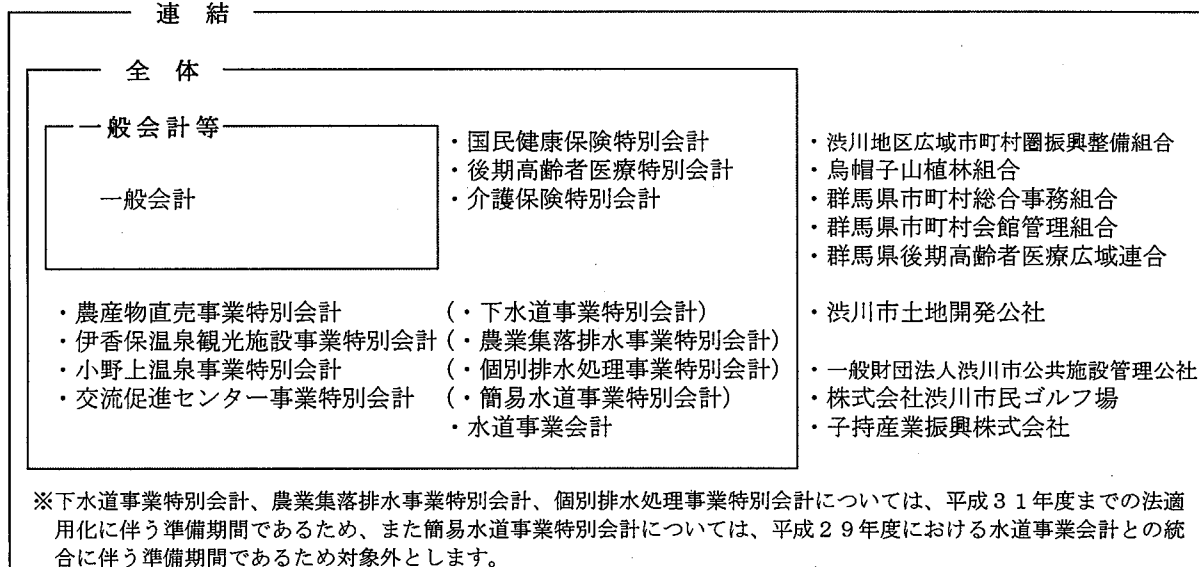 連結
全体
一般会計等
一般会計
・国民健康保険特別会計
・後期高齢者医療特別会計
・介護保険特別会計
・農産物直売事業特別会計
・伊香保温泉観光施設事業特別会計
・小野上温泉事業特別会計
・交流促進センター事業特別会計
(・下水道事業特別会計)
(・農業集落排水事業特別会計)
(・個別排水処理事業特別会計)
(・簡易水道事業特別会計)
・水道事業会計
・渋川地区広域市町村圏振興整備組合
・烏帽子山植林組合
・群馬県市町村総合事務組合
・群馬県市町村会館管理組合
・群馬県後期高齢者医療広域連合
・渋川市土地開発公社
・一般財団法人渋川市公共施設管理公社
・株式会社渋川市民ゴルフ場
・子持産業振興株式会社
※下水道事業特別会計、農業集落排水事業特別会計、個別排水処理事業特別会計については、平成31年度までの法適
用化に伴う準備期間であるため、また簡易水道事業特別会計については、平成29年度における水道事業会計との統
合に伴う準備期間であるため対象外とします。